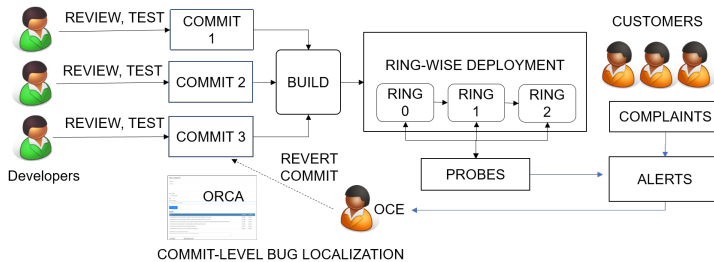 REVIEW, TEST
COMMIT
1
REVIEW, TEST
COMMIT 2
REVIEW, TEST
COMMIT 3
Developers
BUILD
RING-WISE DEPLOYMENT
RING
0
RING
1
RING
2
CUSTOMERS
COMPLAINTS
PROBES
ALERTS
REVERT
COMMIT
ORCA
OCE
COMMIT-LEVEL BUG LOCALIZATION